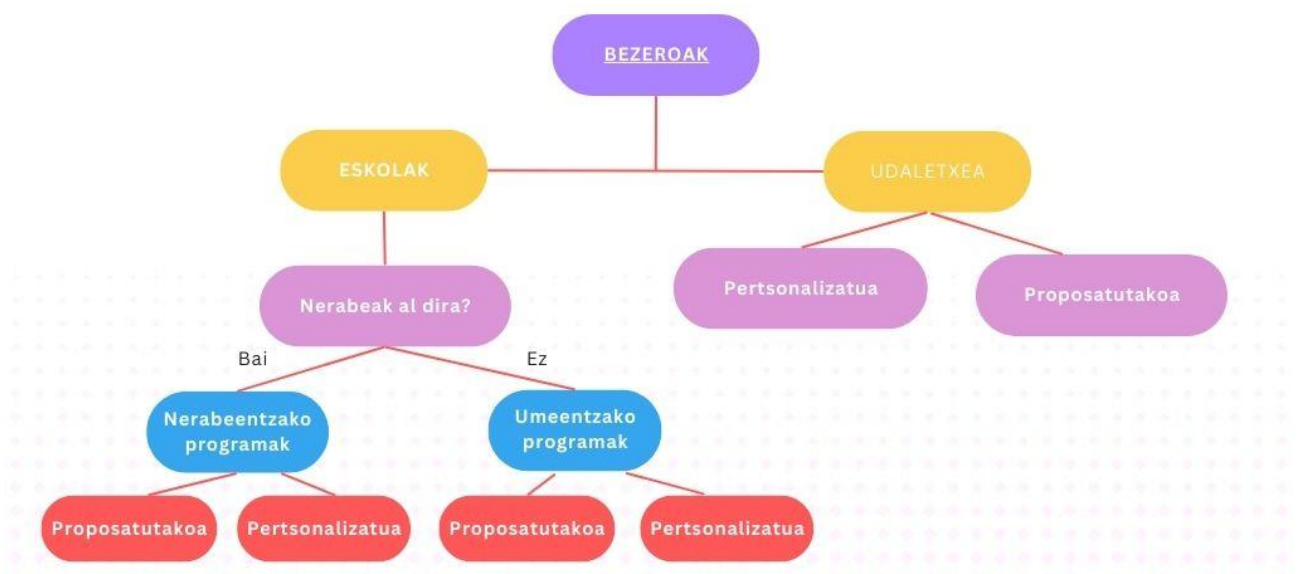 BEZEROAK
ESKOLAK
UDALETXEA
Pertsonalizatua
Proposatutakoa
Nerabeak al dira?
Bai
Ez
Nerabeentzako
programak
Umeentzako
programak
Proposatutakoa
Pertsonalizatua
Proposatutakoa
Pertsonalizatua